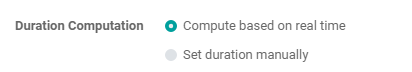 Duration Computation Compute based on real time
Set duration manually